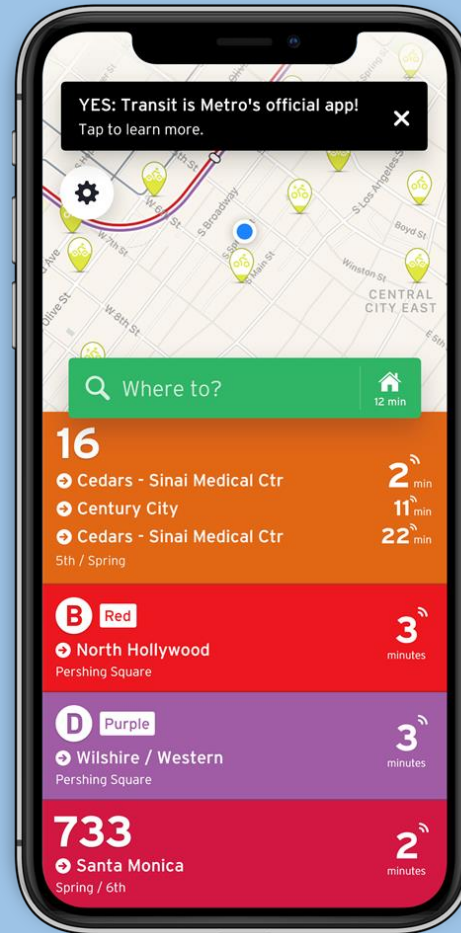 YES: Transit is Metro's official app!
Tap to learn more.
W 6th St
S Broadway
S Los Angeles St
W 7th St
Boyd St
S Main St
Winston St
CENTRAL
CITY EAST
Olive St
W 8th St
E 5th
Where to?
12 min
16
Cedars - Sinai Medical Ctr
2 min
Century City
11 min
Cedars - Sinai Medical Ctr
22 min
5th / Spring
B Red
3
North Hollywood
minutes
Pershing Square
D Purple
3
Wilshire / Western
minutes
Pershing Square
733
2
Santa Monica
minutes
Spring / 6th